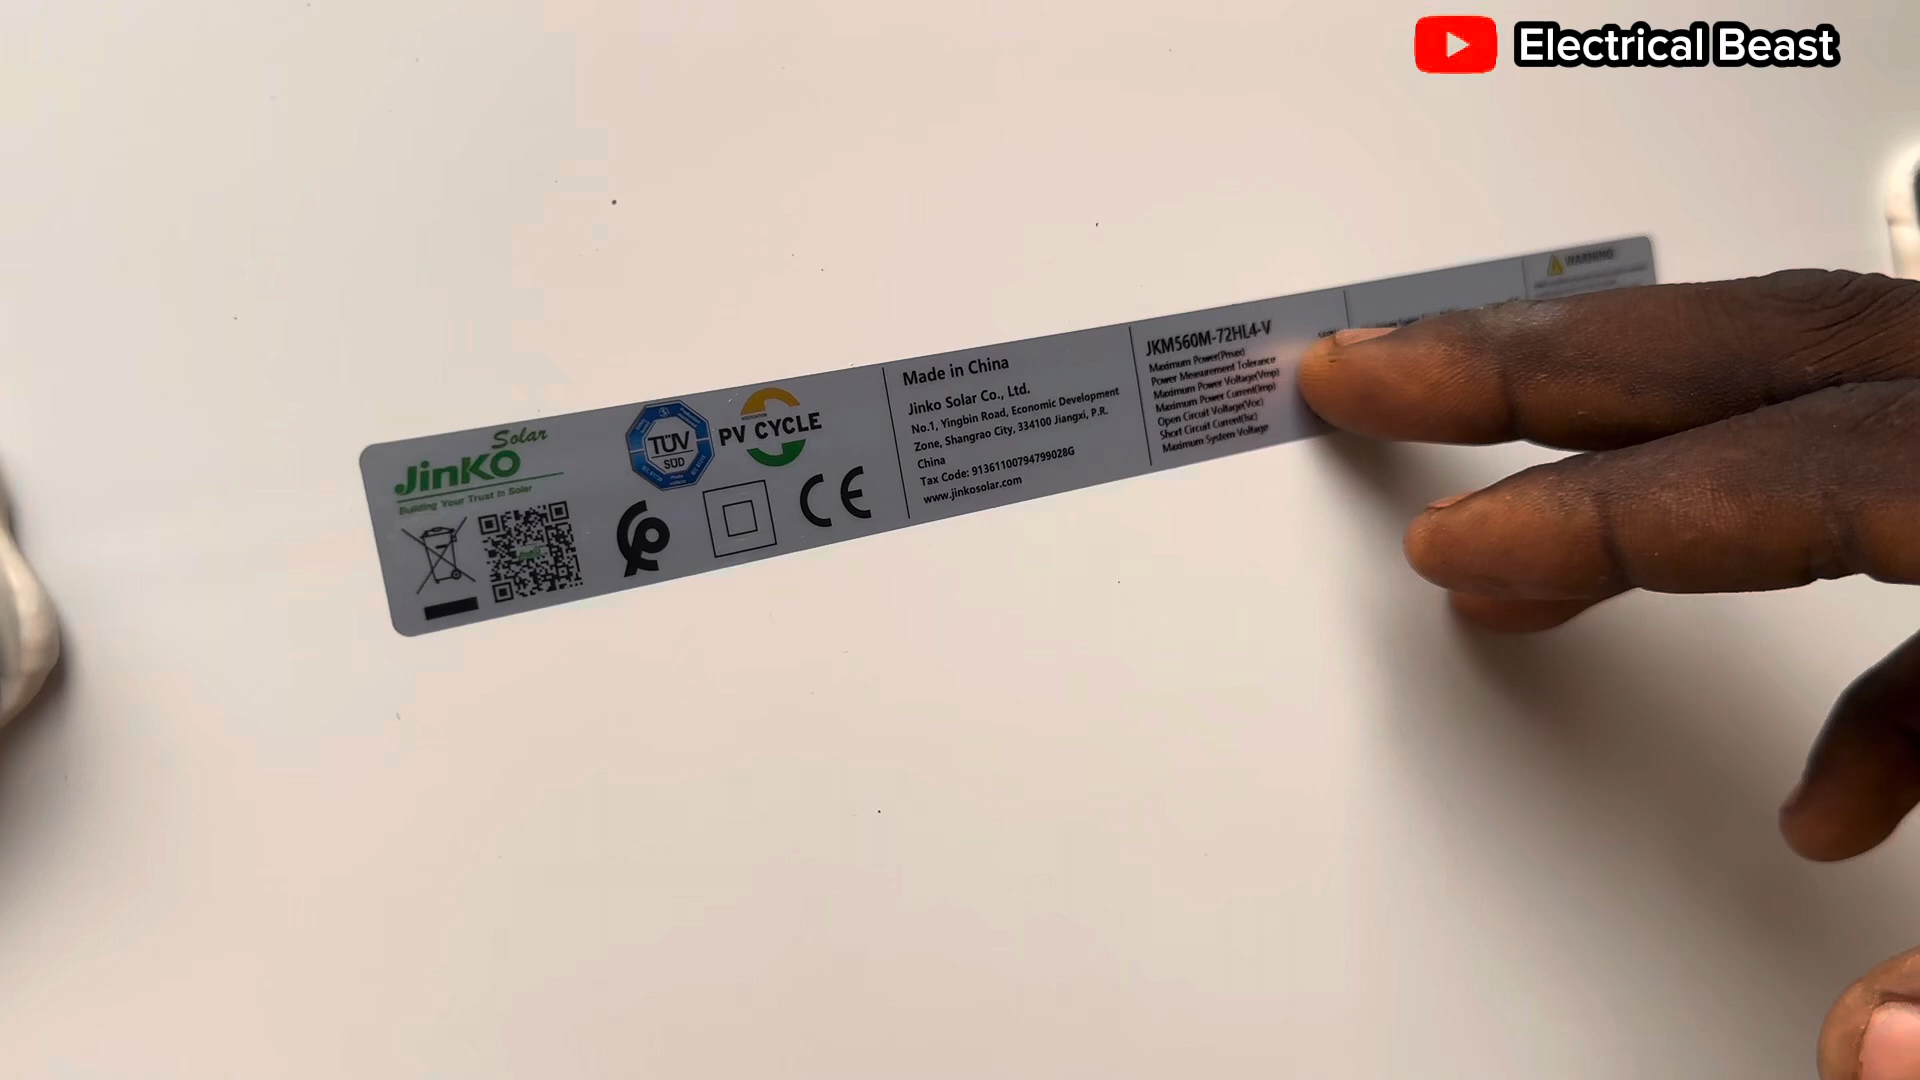 Electrical Beast
Solar
JinKO
Building Your Trust in Solar
TÜV
SÜD
PV CYCLE
CE
Made in China
Jinko Solar Co., Ltd.
No.1, Yingbin Road, Economic Development
Zone, Shangrao City, 334100 Jiangxi, P.R.
China
Tax Code: 91361100794799028G
www.jinkosolar.com
JKM560M-72HL4-V
Maximum Power(Pmax)
Power Measurement Tolerance
Maximum Power Voltage(Vmp)
Maximum Power Current(Imp)
Open Circuit Voltage(Voc)
Short Circuit Current(Isc)
Maximum System Voltage
WARNING